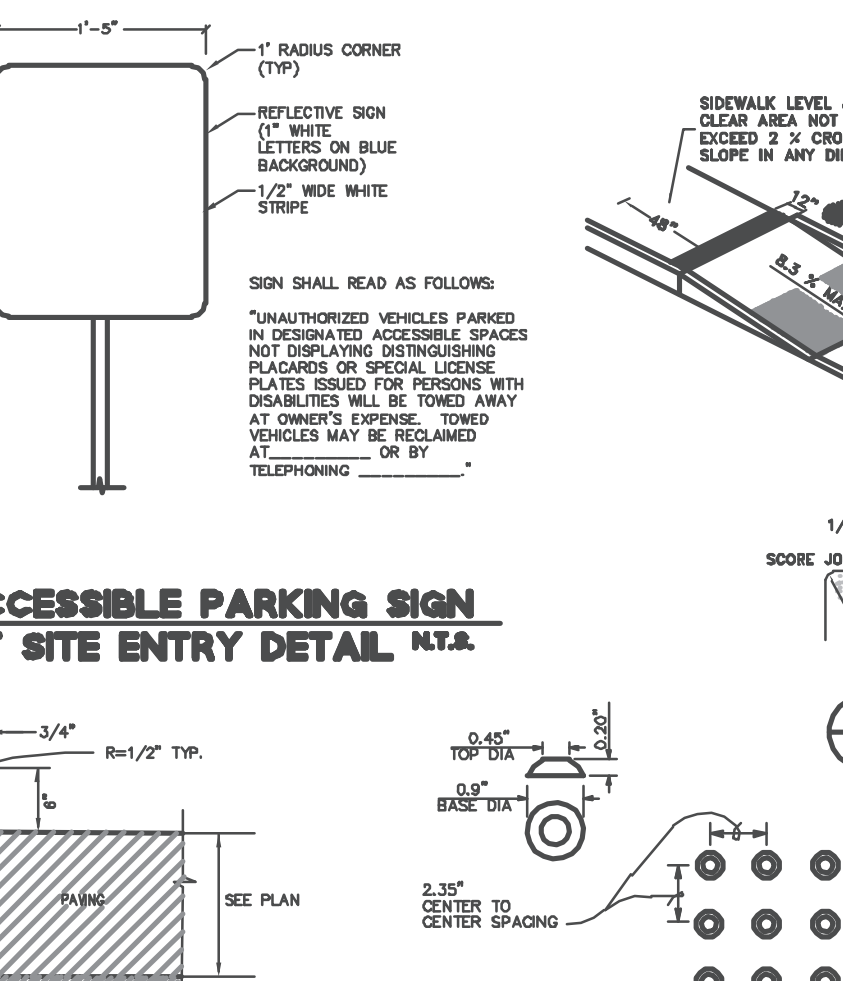 1'-5"
1' RADIUS CORNER
(TYP)
REFLECTIVE SIGN
(1" WHITE
LETTERS ON BLUE
BACKGROUND)
1/2" WIDE WHITE
STRIPE
SIGN SHALL READ AS FOLLOWS:
"UNAUTHORIZED VEHICLES PARKED
IN DESIGNATED ACCESSIBLE SPACES
NOT DISPLAYING DISTINGUISHING
PLACARDS OR SPECIAL LICENSE
PLATES ISSUED FOR PERSONS WITH
DISABILITIES WILL BE TOWED AWAY
AT OWNER'S EXPENSE. TOWED
VEHICLES MAY BE RECLAIMED
AT__________ OR BY
TELEPHONING __________."
SIDEWALK LEVEL
CLEAR AREA NOT
EXCEED 2 % CRO
SLOPE IN ANY DI
12"
48"
8.3 % MA
1/
SCORE JO
CCESSIBLE PARKING SIGN
SITE ENTRY DETAIL N.T.S.
3/4"
R=1/2" TYP.
6"
PAVING
SEE PLAN
0.45"
TOP DIA
0.20"
0.9"
BASE DIA
2.35"
CENTER TO
CENTER SPACING